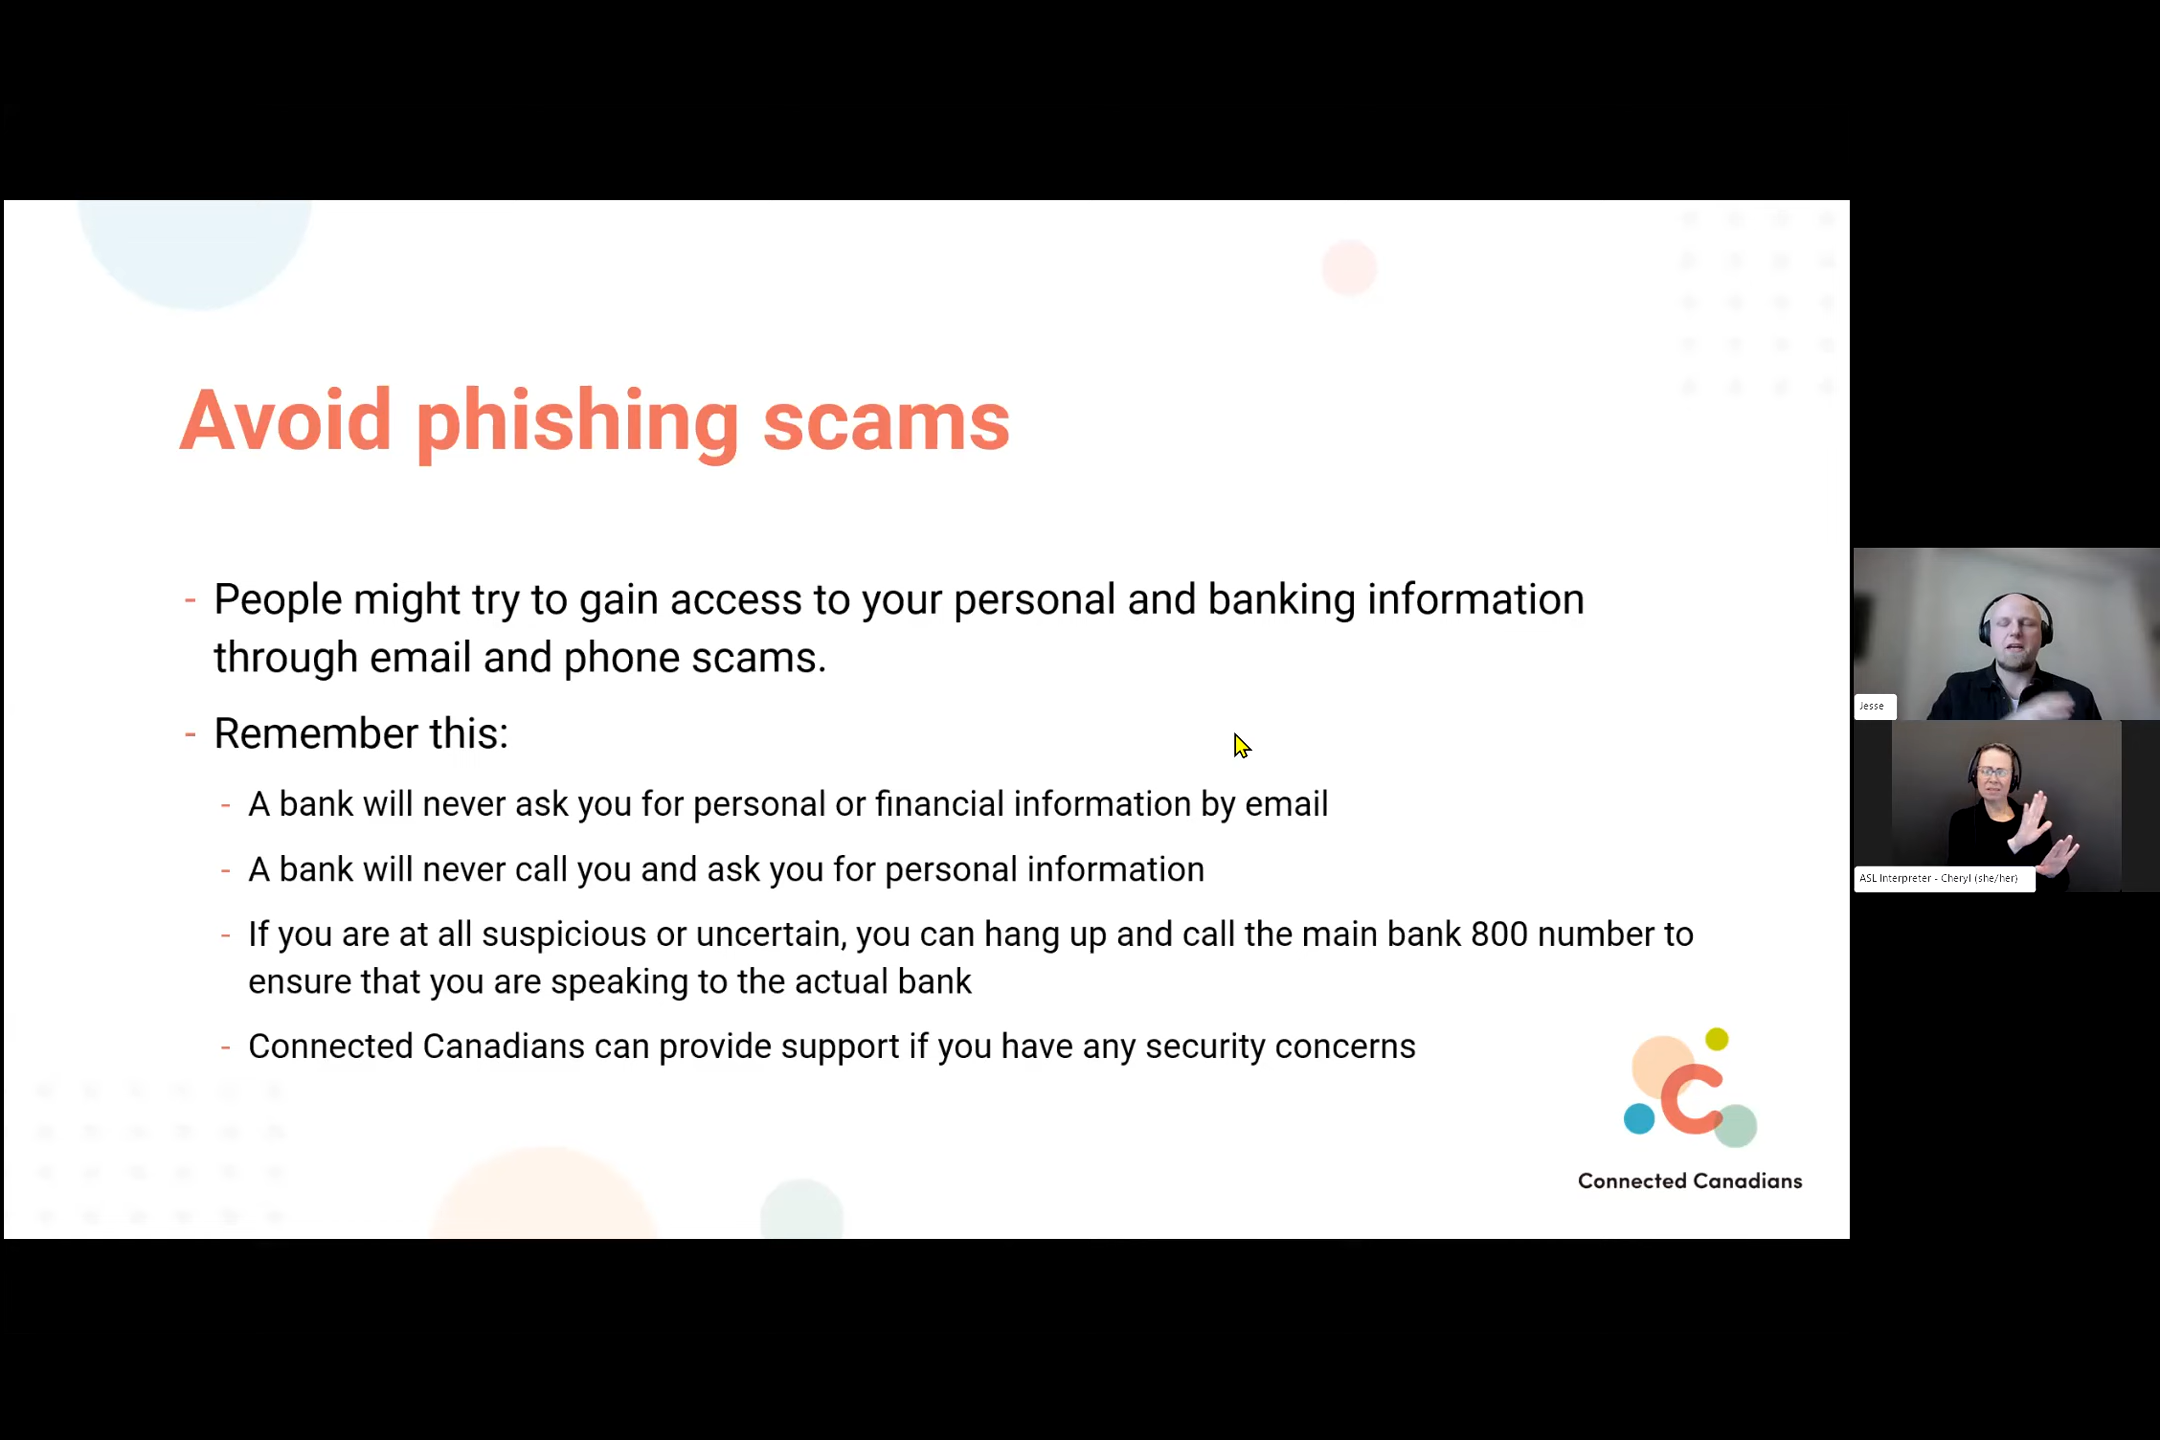 Avoid phishing scams
- People might try to gain access to your personal and banking information
through email and phone scams.
- Remember this:
- A bank will never ask you for personal or financial information by email
- A bank will never call you and ask you for personal information
- If you are at all suspicious or uncertain, you can hang up and call the main bank 800 number to
ensure that you are speaking to the actual bank
- Connected Canadians can provide support if you have any security concerns
C
Connected Canadians
Jesse
ASL Interpreter - Cheryl (she/her)